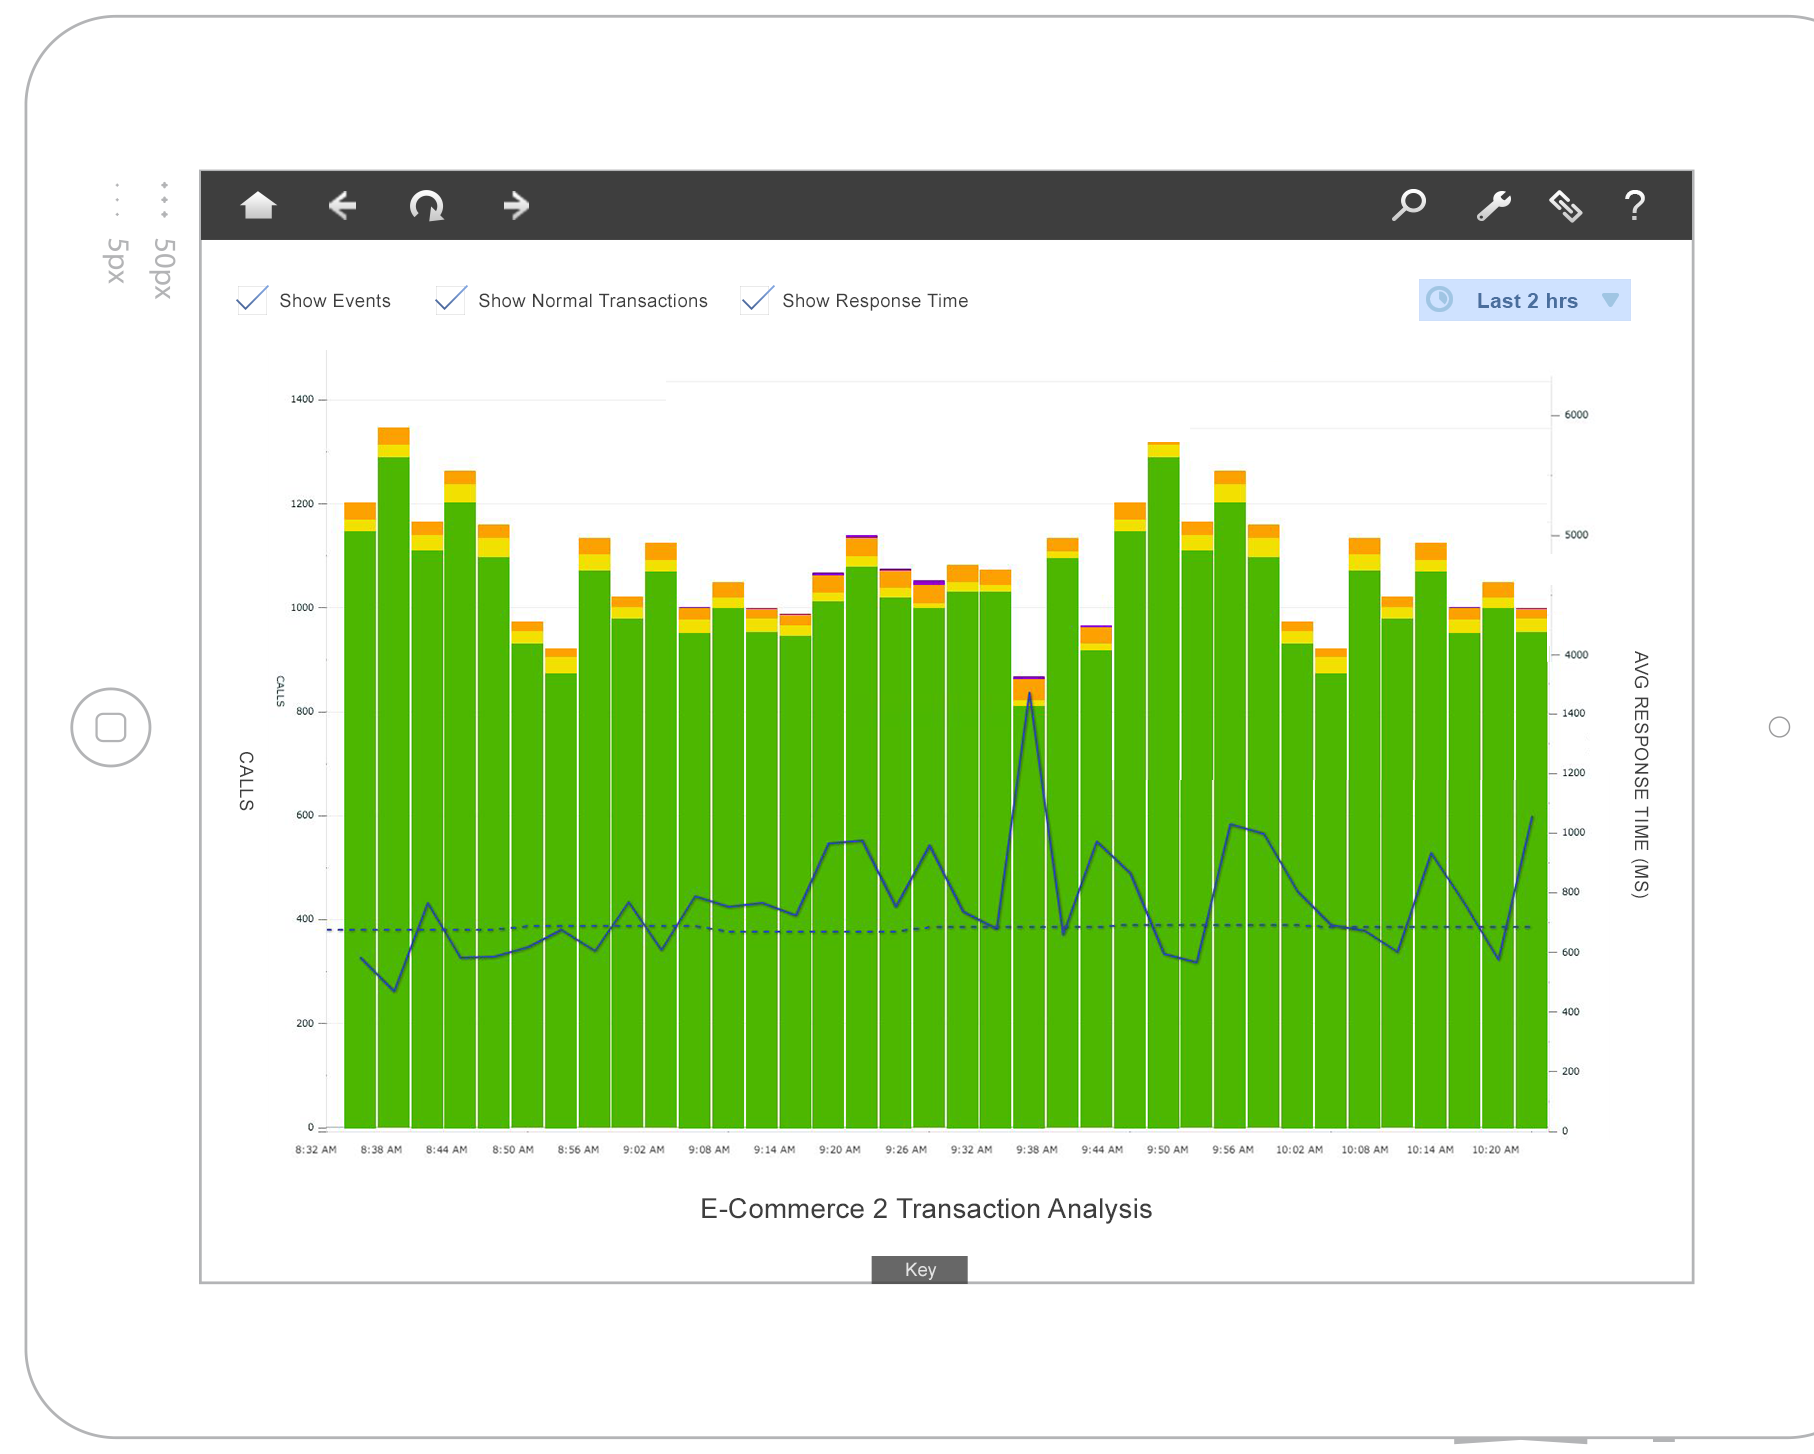 ?
5px
50px
Show Events
Show Normal Transactions
Show Response Time
Last 2 hrs
1400
1200
1000
800
600
400
200
0
CALLS
CALLS
6000
5000
4000
1400
1200
1000
800
600
400
200
0
AVG RESPONSE TIME (MS)
8:32 AM 8:38 AM 8:44 AM 8:50 AM 8:56 AM 9:02 AM 9:08 AM 9:14 AM 9:20 AM 9:26 AM 9:32 AM 9:38 AM 9:44 AM 9:50 AM 9:56 AM 10:02 AM 10:08 AM 10:14 AM 10:20 AM
E-Commerce 2 Transaction Analysis
Key